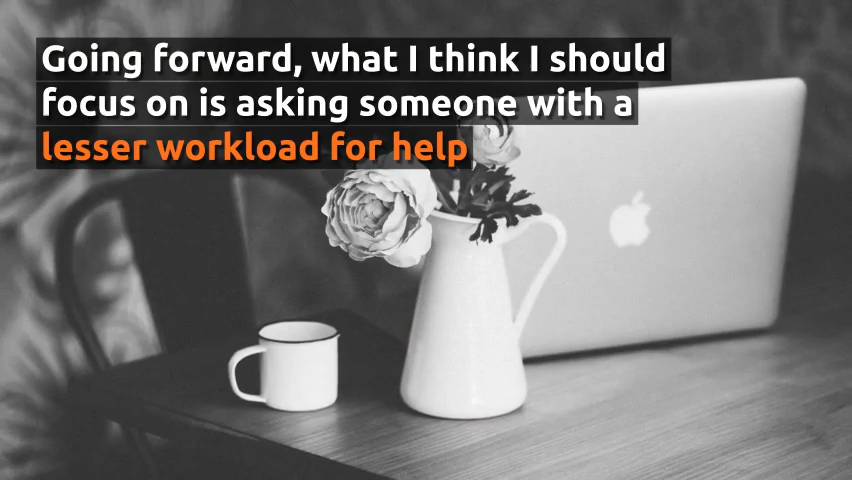 Going forward, what I think I should
focus on is asking someone with a
lesser workload for help